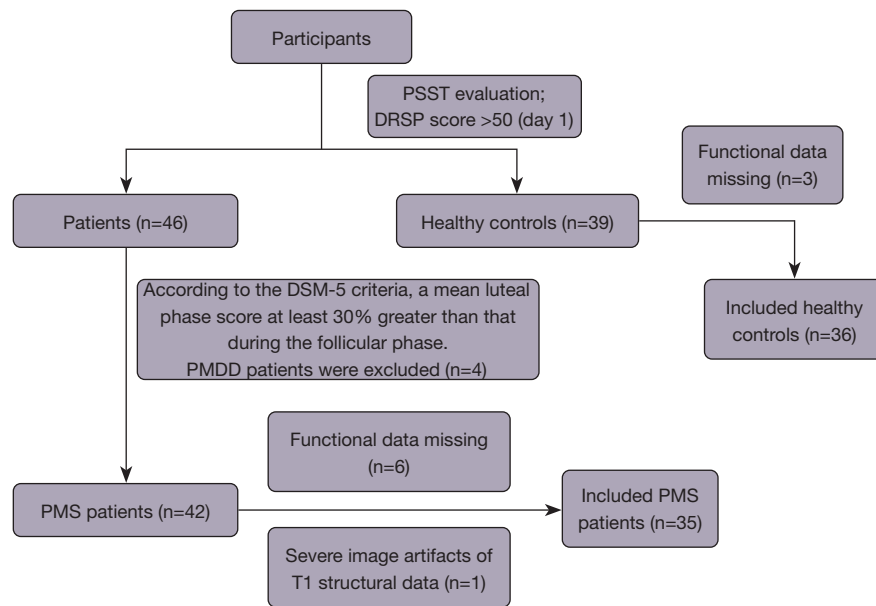 Participants
PSST evaluation;
DRSP score >50 (day 1)
Functional data
missing (n=3)
Patients (n=46)
Healthy controls (n=39)
According to the DSM-5 criteria, a mean luteal
phase score at least 30% greater than that
during the follicular phase.
PMDD patients were excluded (n=4)
Included healthy
controls (n=36)
Functional data missing
(n=6)
PMS patients (n=42)
Included PMS
patients (n=35)
Severe image artifacts of
T1 structural data (n=1)